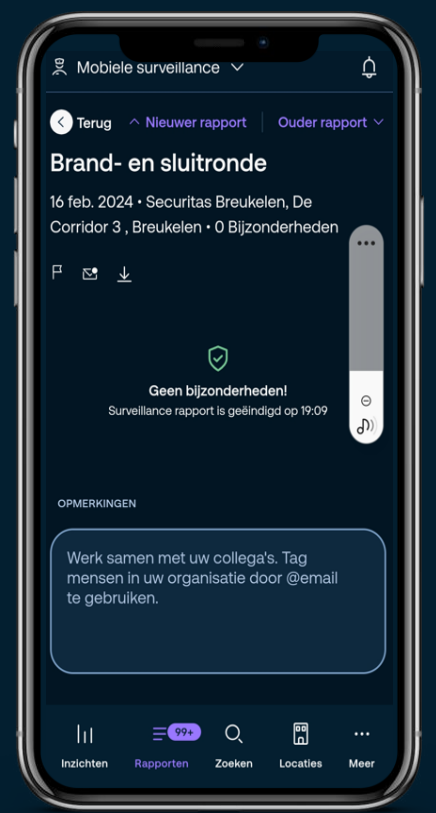 Mobiele surveillance
Terug
Nieuwer rapport
Ouder rapport
Brand- en sluitronde
16 feb. 2024 • Securitas Breukelen, De
Corridor 3 , Breukelen • 0 Bijzonderheden
Geen bijzonderheden!
Surveillance rapport is geëindigd op 19:09
OPMERKINGEN
Werk samen met uw collega's. Tag
mensen in uw organisatie door @email
te gebruiken.
99+
Inzichten
Rapporten
Zoeken
Locaties
Meer